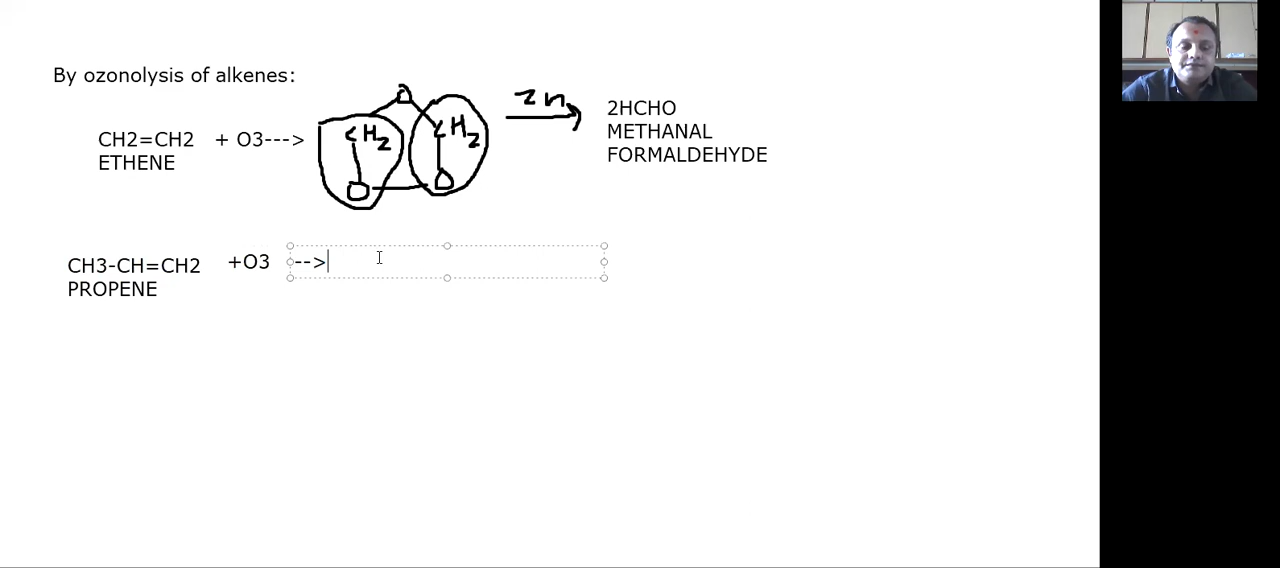 By ozonolysis of alkenes:
CH2=CH2 + O3--->
ETHENE
O
CH2 CH2
O O
Zn
2HCHO
METHANAL
FORMALDEHYDE
CH3-CH=CH2 +O3 -->
PROPENE